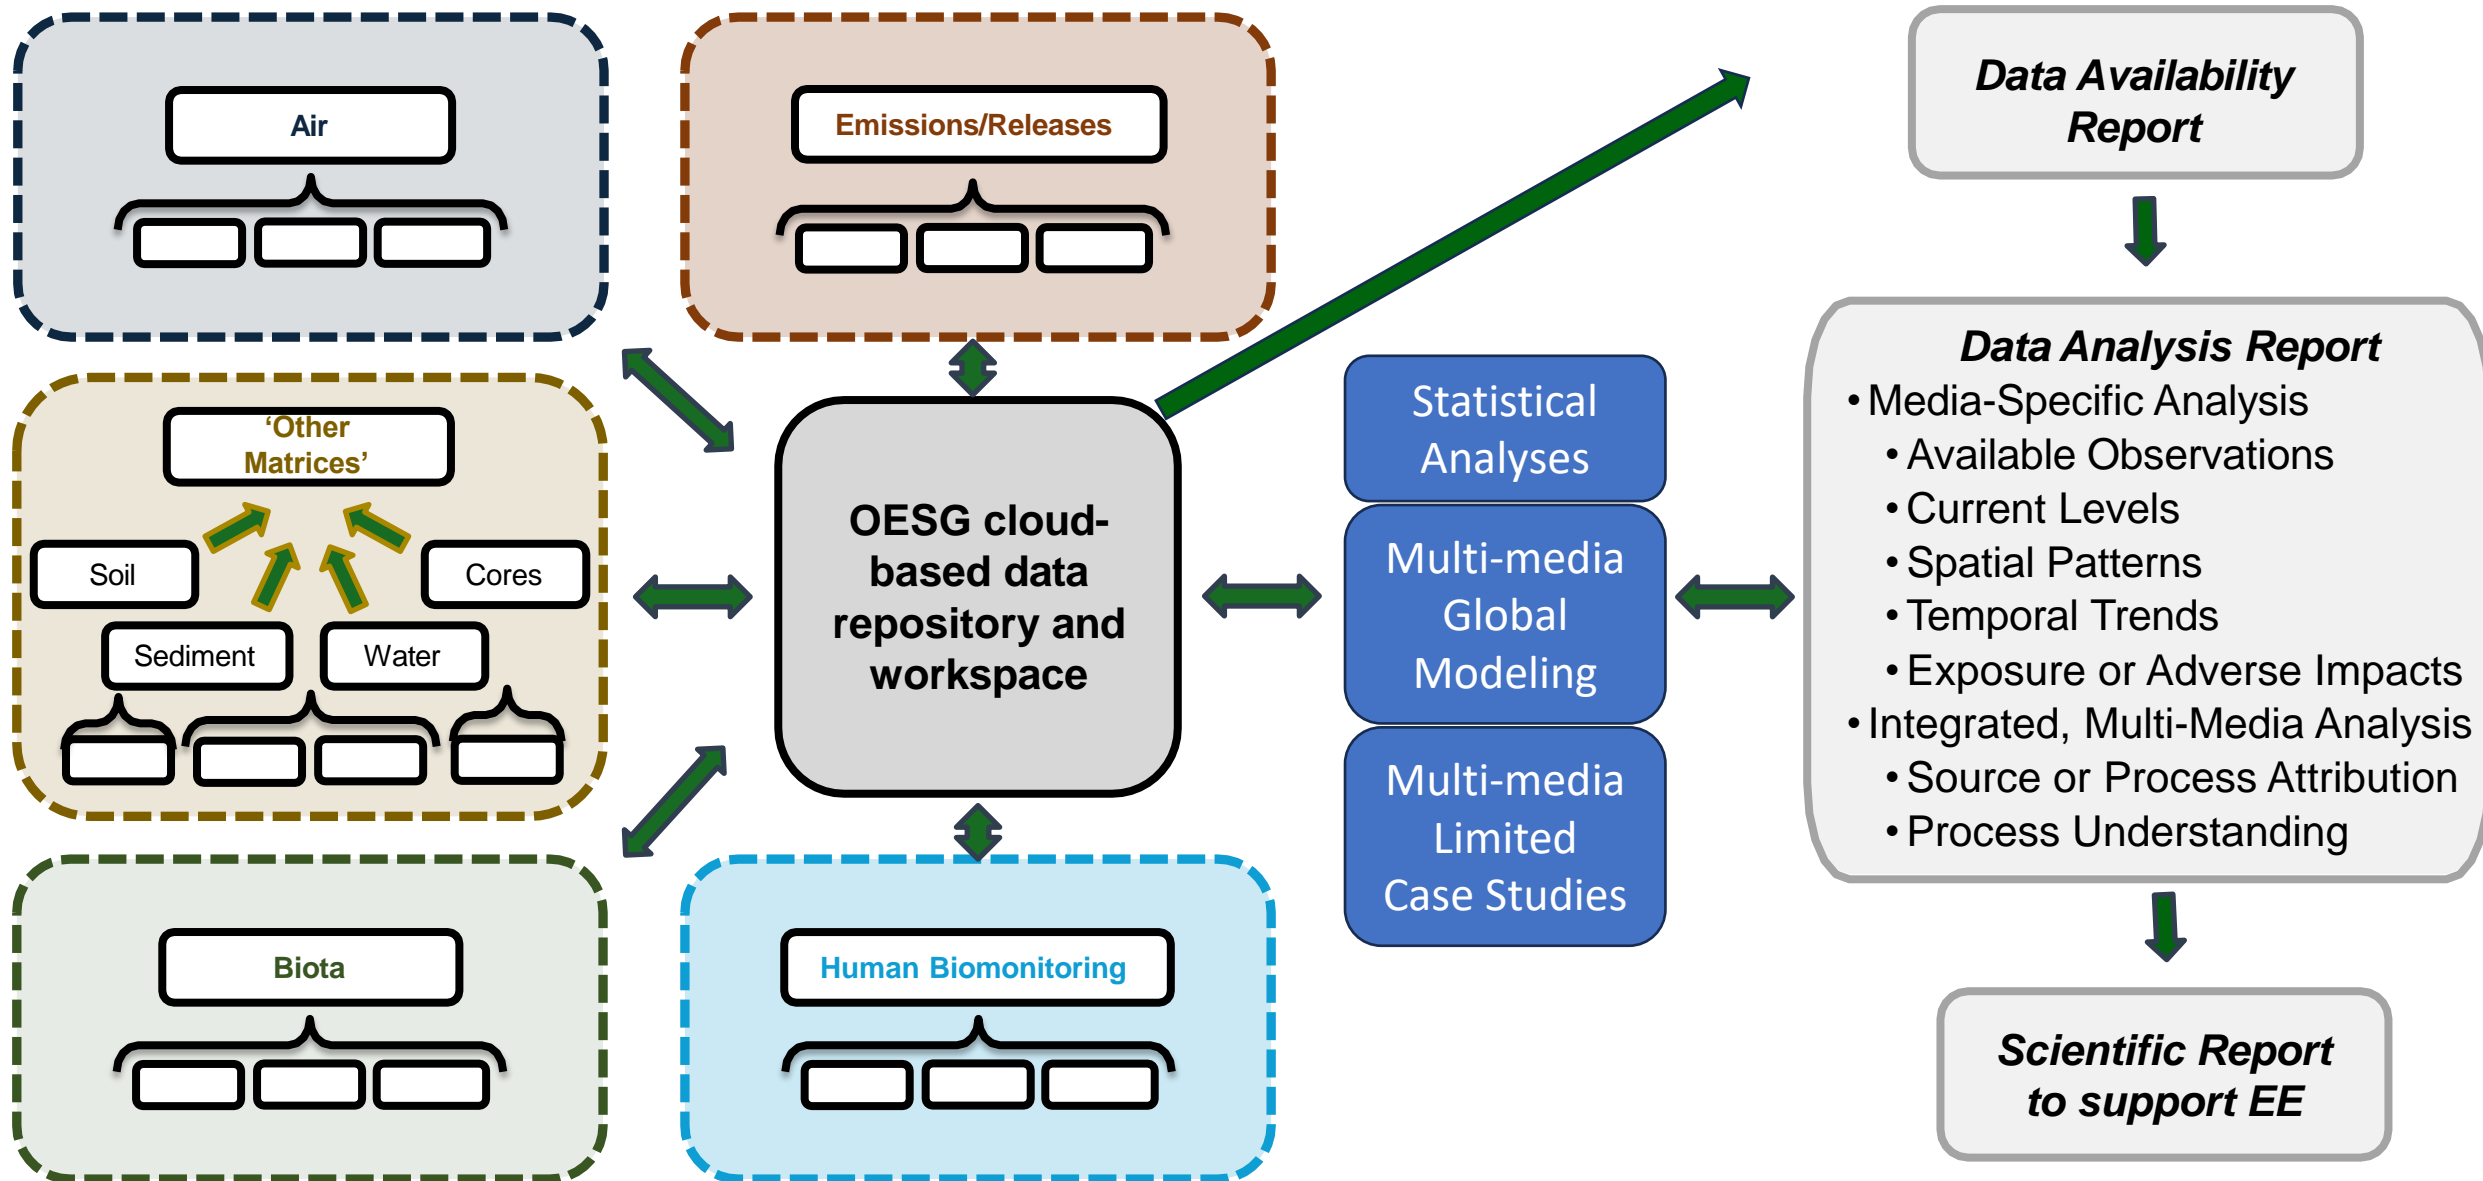 Air
Emissions/Releases
'Other
Matrices'
Soil
Cores
Sediment
Water
Biota
Human Biomonitoring
OESG cloud-
based data
repository and
workspace
Statistical
Analyses
Multi-media
Global
Modeling
Multi-media
Limited
Case Studies
Data Availability
Report
Data Analysis Report
• Media-Specific Analysis
• Available Observations
• Current Levels
• Spatial Patterns
• Temporal Trends
• Exposure or Adverse Impacts
• Integrated, Multi-Media Analysis
• Source or Process Attribution
• Process Understanding
Scientific Report
to support EE